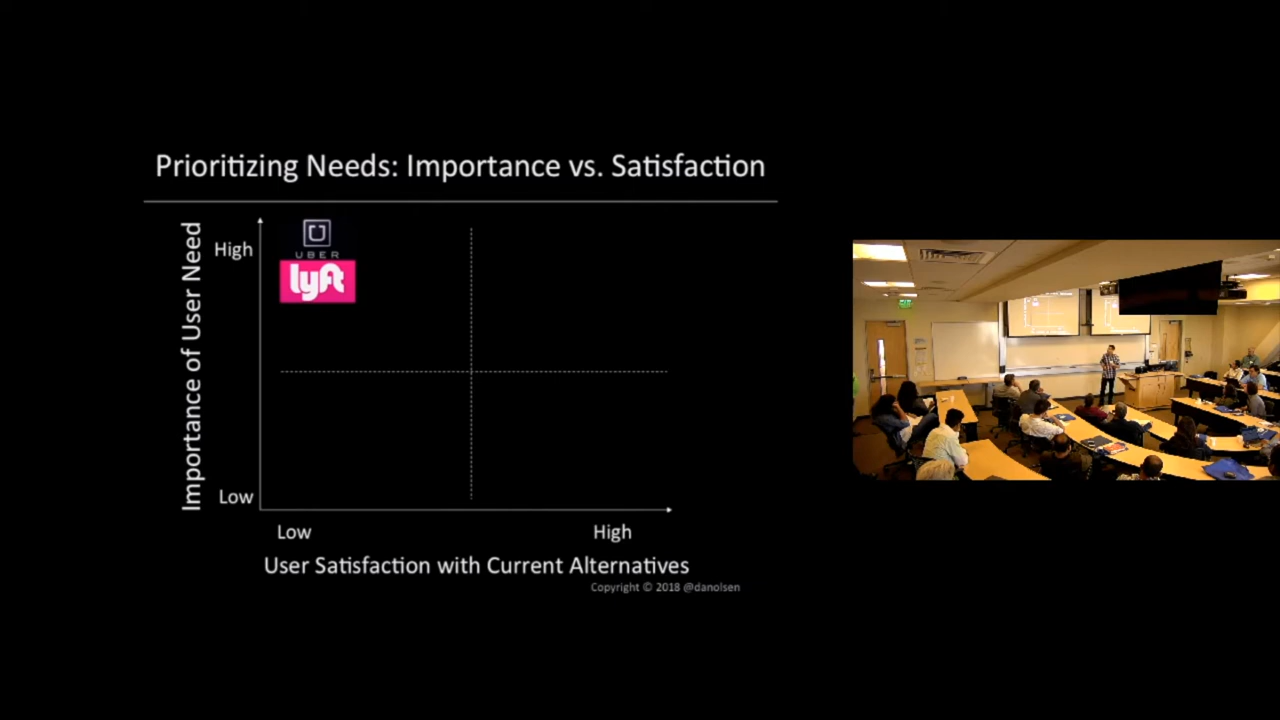 Prioritizing Needs: Importance vs. Satisfaction
Importance of User Need
High
UBER
lyft
Low
Low
High
User Satisfaction with Current Alternatives
Copyright © 2018 @danolsen